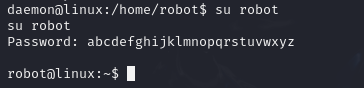 daemon@linux:/home/robot$ su robot
su robot
Password: abcdefghijklmnopqrstuvwxyz
robot@linux:~$